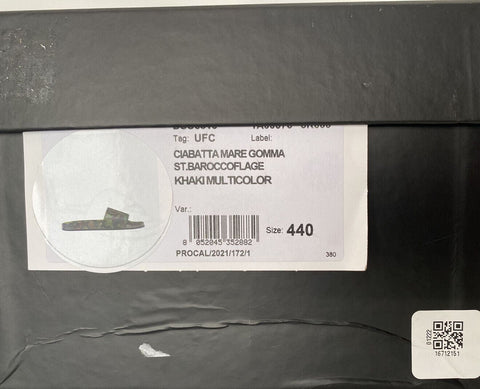 Tag: UFC Label:
CIABATTA MARE GOMMA
ST.BAROCCOFLAGE
KHAKI MULTICOLOR
Var.:
Size: 440
8 052845 352882
PROCAL/2021/172/1
380
01222
16712151